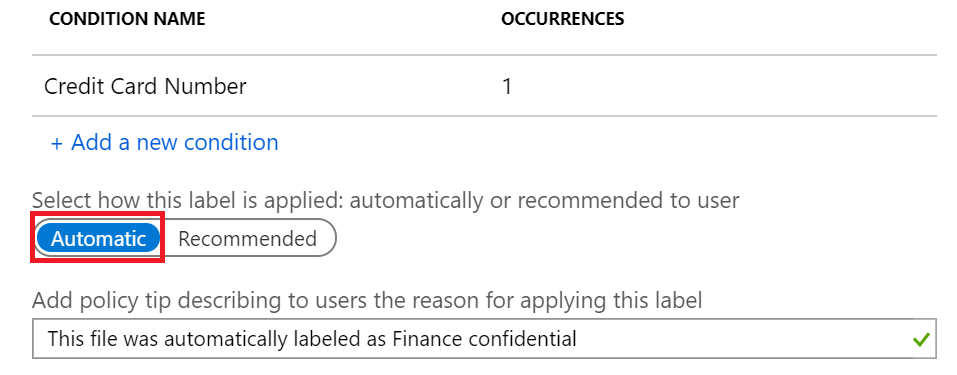 CONDITION NAME OCCURRENCES
Credit Card Number 1
+ Add a new condition
Select how this label is applied: automatically or recommended to user
Automatic Recommended
Add policy tip describing to users the reason for applying this label
This file was automatically labeled as Finance confidential